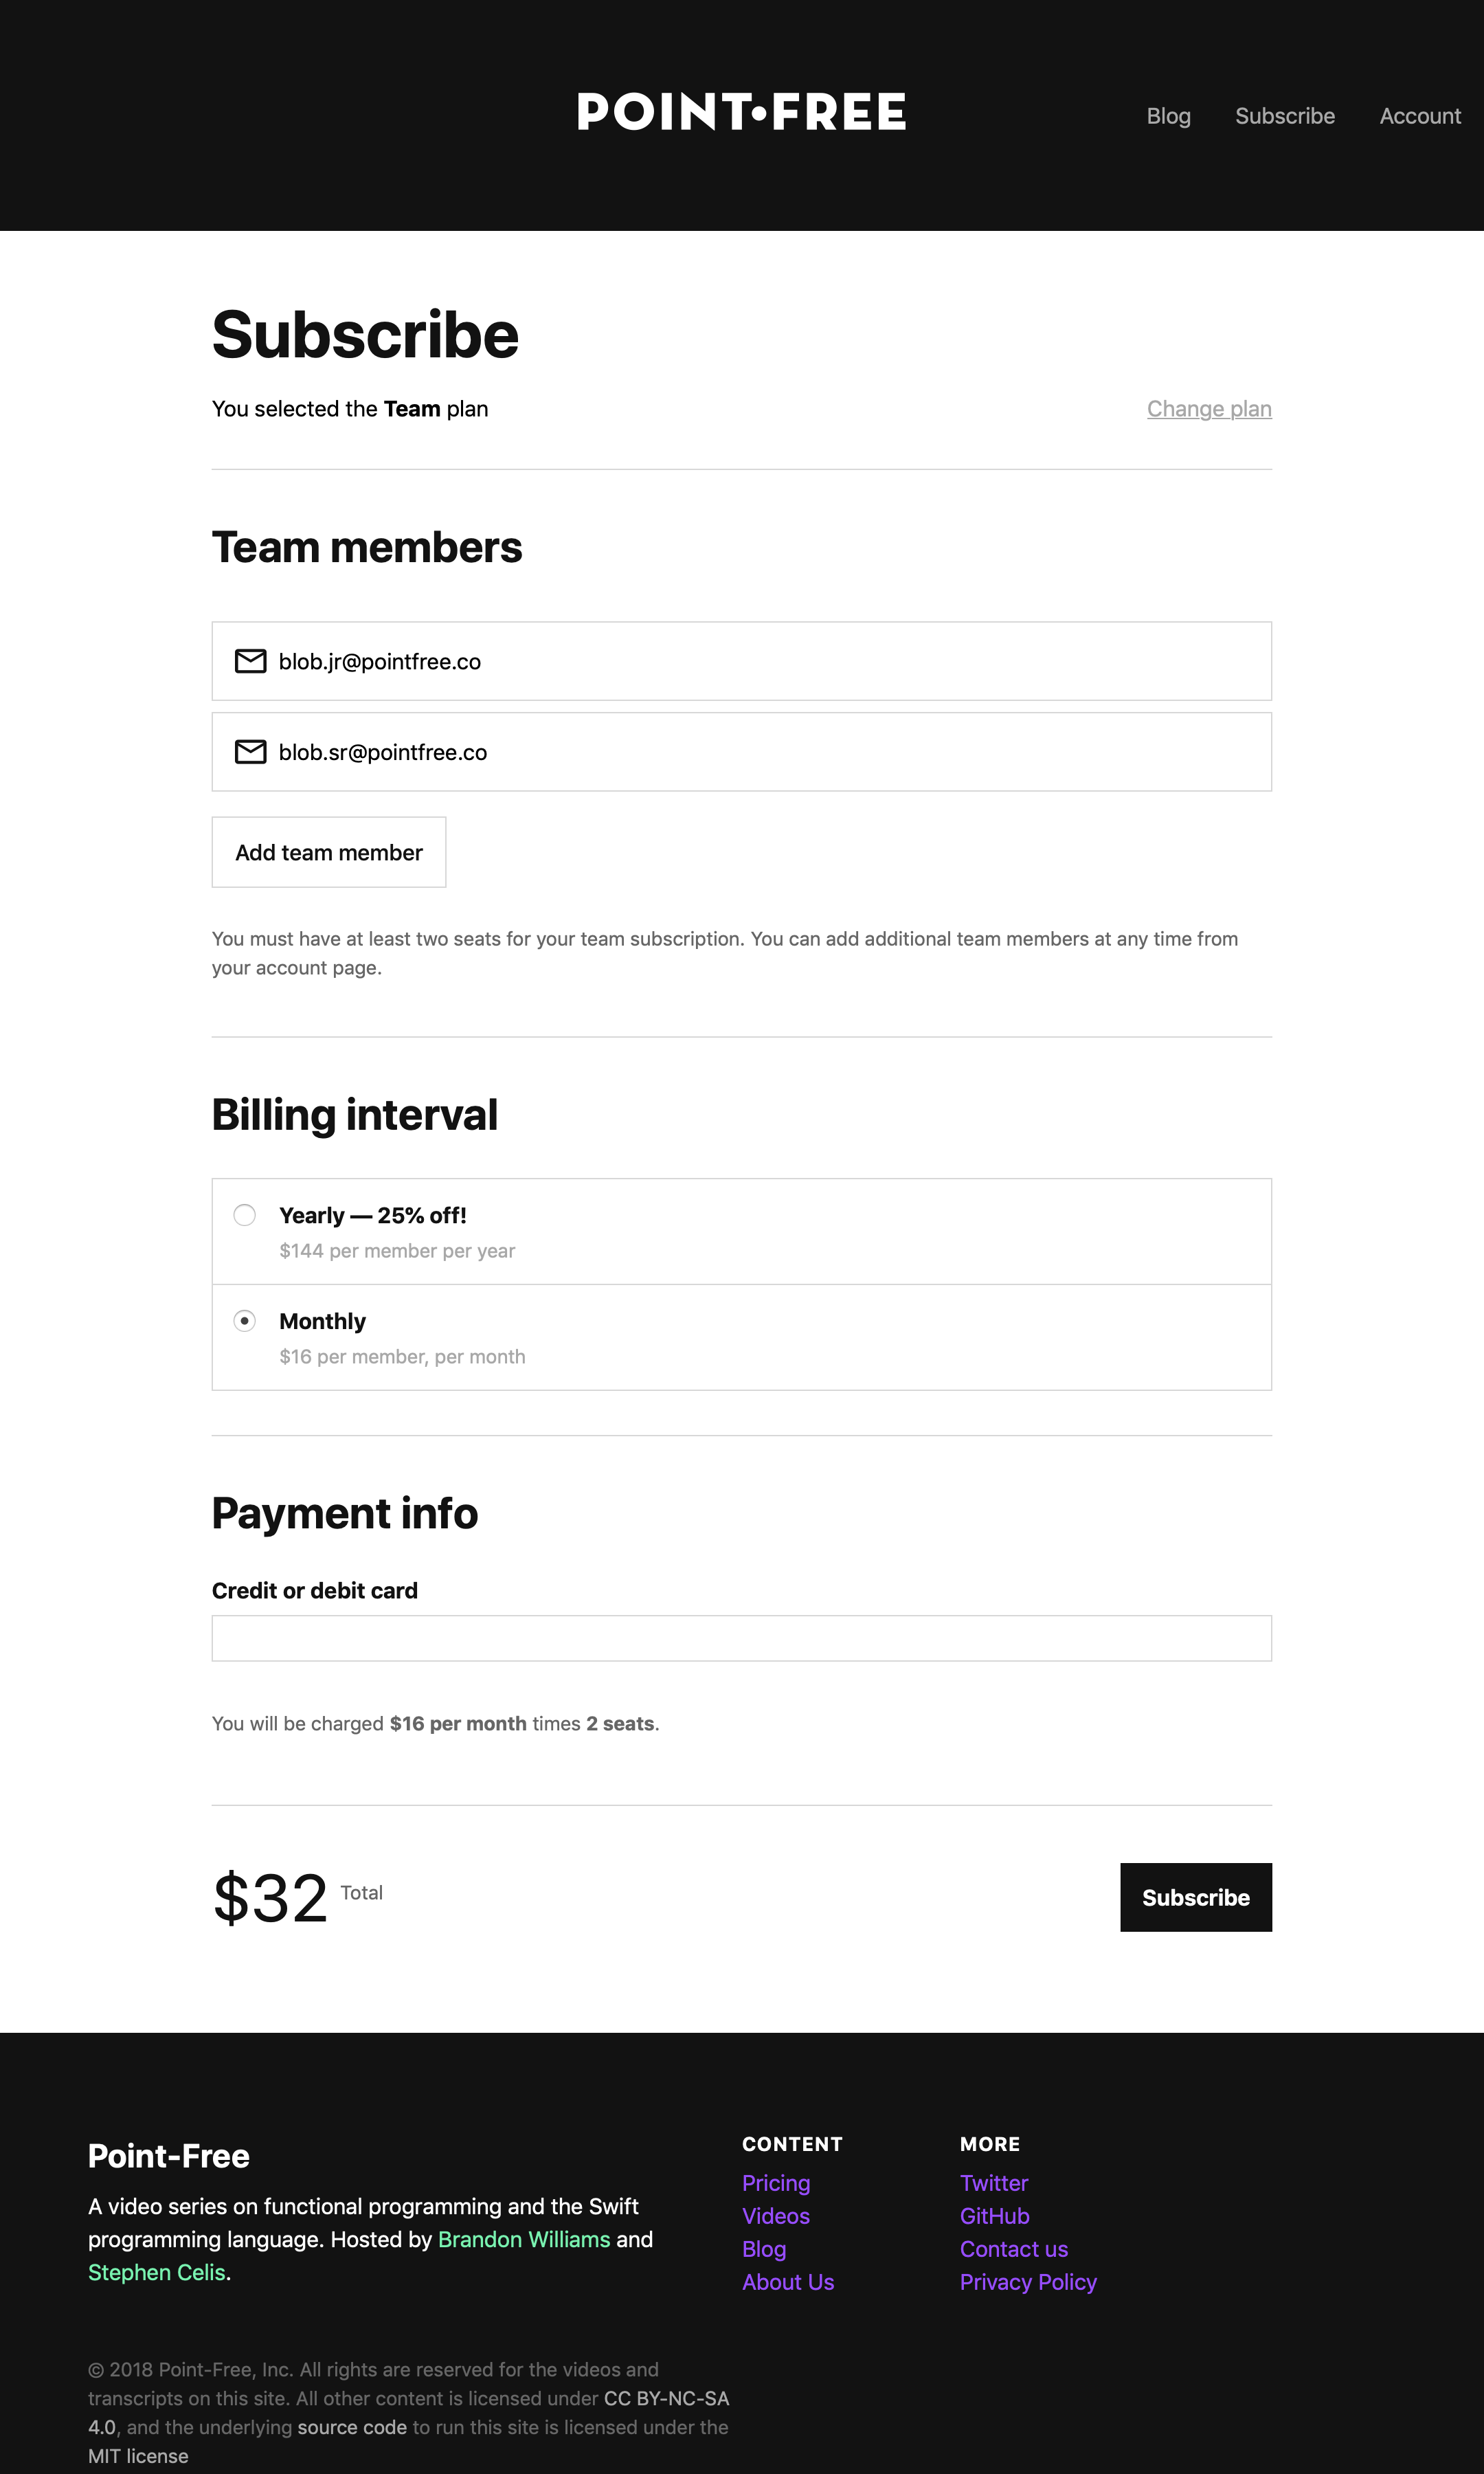 POINT•FREE
Blog Subscribe Account
Subscribe
You selected the Team plan
Change plan
Team members
blob.jr@pointfree.co
blob.sr@pointfree.co
Add team member
You must have at least two seats for your team subscription. You can add additional team members at any time from
your account page.
Billing interval
Yearly — 25% off!
$144 per member per year
Monthly
$16 per member, per month
Payment info
Credit or debit card
You will be charged $16 per month times 2 seats.
$32 Total
Subscribe
Point-Free
A video series on functional programming and the Swift
programming language. Hosted by Brandon Williams and
Stephen Celis.
CONTENT
Pricing
Videos
Blog
About Us
MORE
Twitter
GitHub
Contact us
Privacy Policy
© 2018 Point-Free, Inc. All rights are reserved for the videos and
transcripts on this site. All other content is licensed under CC BY-NC-SA
4.0, and the underlying source code to run this site is licensed under the
MIT license